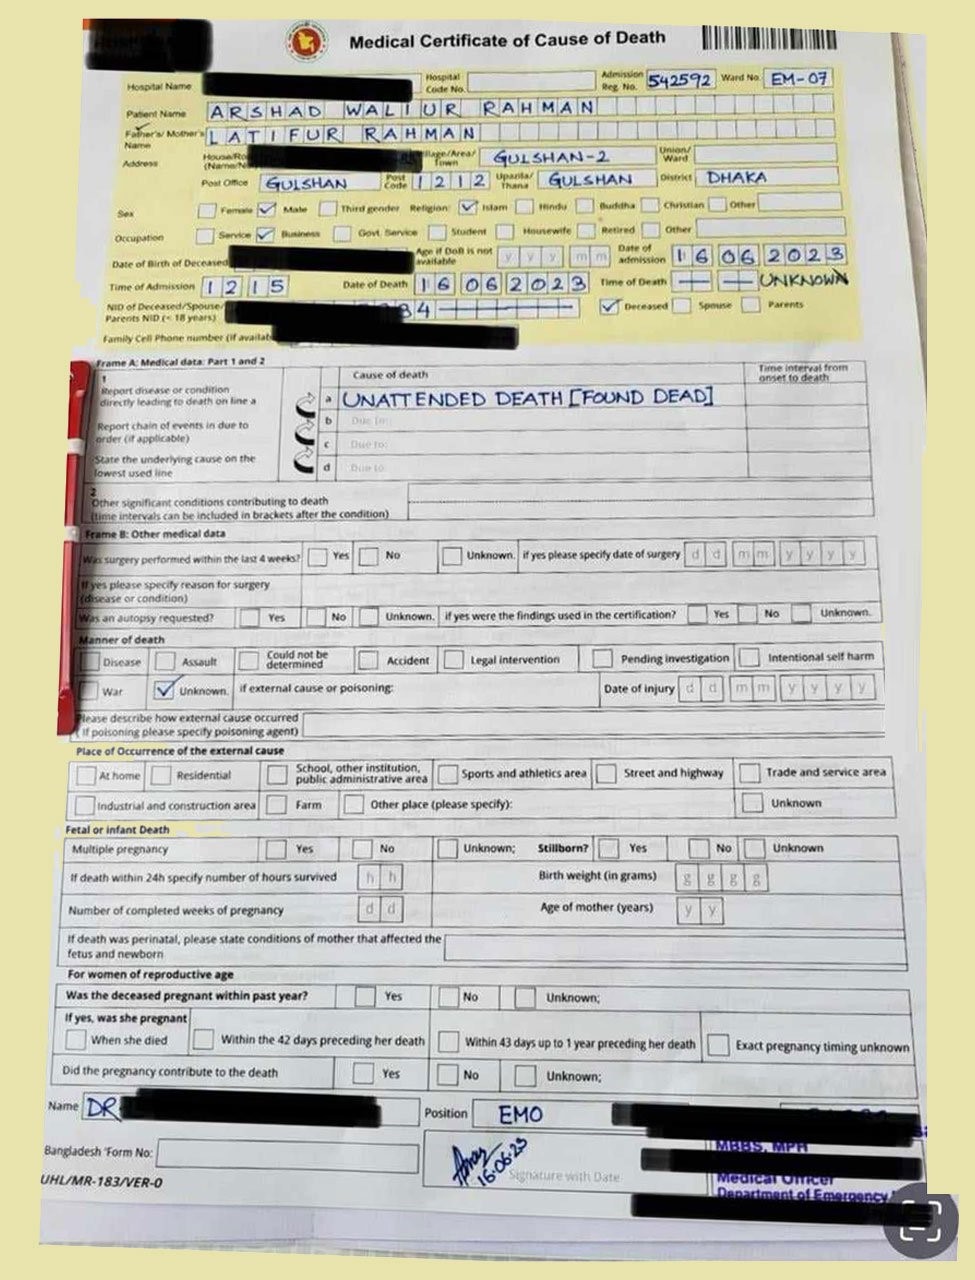 Medical Certificate of Cause of Death
Hospital Name Hospital Code No. Admission Reg. No. 542592 Ward No. EM-07
Patient Name ARSHAD WALIUR RAHMAN
Father's/ Mother's Name LATIFUR RAHMAN
Address House/Ro (Name/N Village/Area/ Town GULSHAN-2 Union/ Ward
Post Office GULSHAN Post Code 1212 Upazila/ Thana GULSHAN District DHAKA
Sex Female Male Third gender Religion: Islam Hindu Buddha Christian Other
Occupation Service Business Govt. Service Student Housewife Retired Other
Date of Birth of Deceased Age if DoB is not available y y y m m Date of admission 16 06 2023
Time of Admission 1215 Date of Death 16 06 2023 Time of Death UNKNOWN
NID of Deceased/Spouse/ Parents NID (< 18 years) 34 Deceased Spouse Parents
Family Cell Phone number (if availab
Frame A: Medical data: Part 1 and 2
Cause of death Time interval from onset to death
1
Report disease or condition directly leading to death on line a
a UNATTENDED DEATH [FOUND DEAD]
Report chain of events in due to order (if applicable)
b Due to:
c Due to:
State the underlying cause on the lowest used line
d Due to:
2
Other significant conditions contributing to death
(time intervals can be included in brackets after the condition)
Frame B: Other medical data
Was surgery performed within the last 4 weeks? Yes No Unknown. if yes please specify date of surgery d d m m y y y y
If yes please specify reason for surgery
(disease or condition)
Was an autopsy requested? Yes No Unknown. if yes were the findings used in the certification? Yes No Unknown.
Manner of death
Disease Assault Could not be determined Accident Legal intervention Pending investigation Intentional self harm
War Unknown. if external cause or poisoning: Date of injury d d m m y y y y
Please describe how external cause occurred
( If poisoning please specify poisoning agent)
Place of Occurrence of the external cause
At home Residential School, other institution, public administrative area Sports and athletics area Street and highway Trade and service area
Industrial and construction area Farm Other place (please specify): Unknown
Fetal or infant Death
Multiple pregnancy Yes No Unknown; Stillborn? Yes No Unknown
If death within 24h specify number of hours survived h h Birth weight (in grams) g g g g
Number of completed weeks of pregnancy d d Age of mother (years) y y
If death was perinatal, please state conditions of mother that affected the
fetus and newborn
For women of reproductive age
Was the deceased pregnant within past year? Yes No Unknown;
If yes, was she pregnant
When she died Within the 42 days preceding her death Within 43 days up to 1 year preceding her death Exact pregnancy timing unknown
Did the pregnancy contribute to the death Yes No Unknown;
Name DR Position EMO
MBBS, MPH
Bangladesh 'Form No: 16.06.23 Signature with Date
Medical Officer
UHL/MR-183/VER-0 Department of Emergency